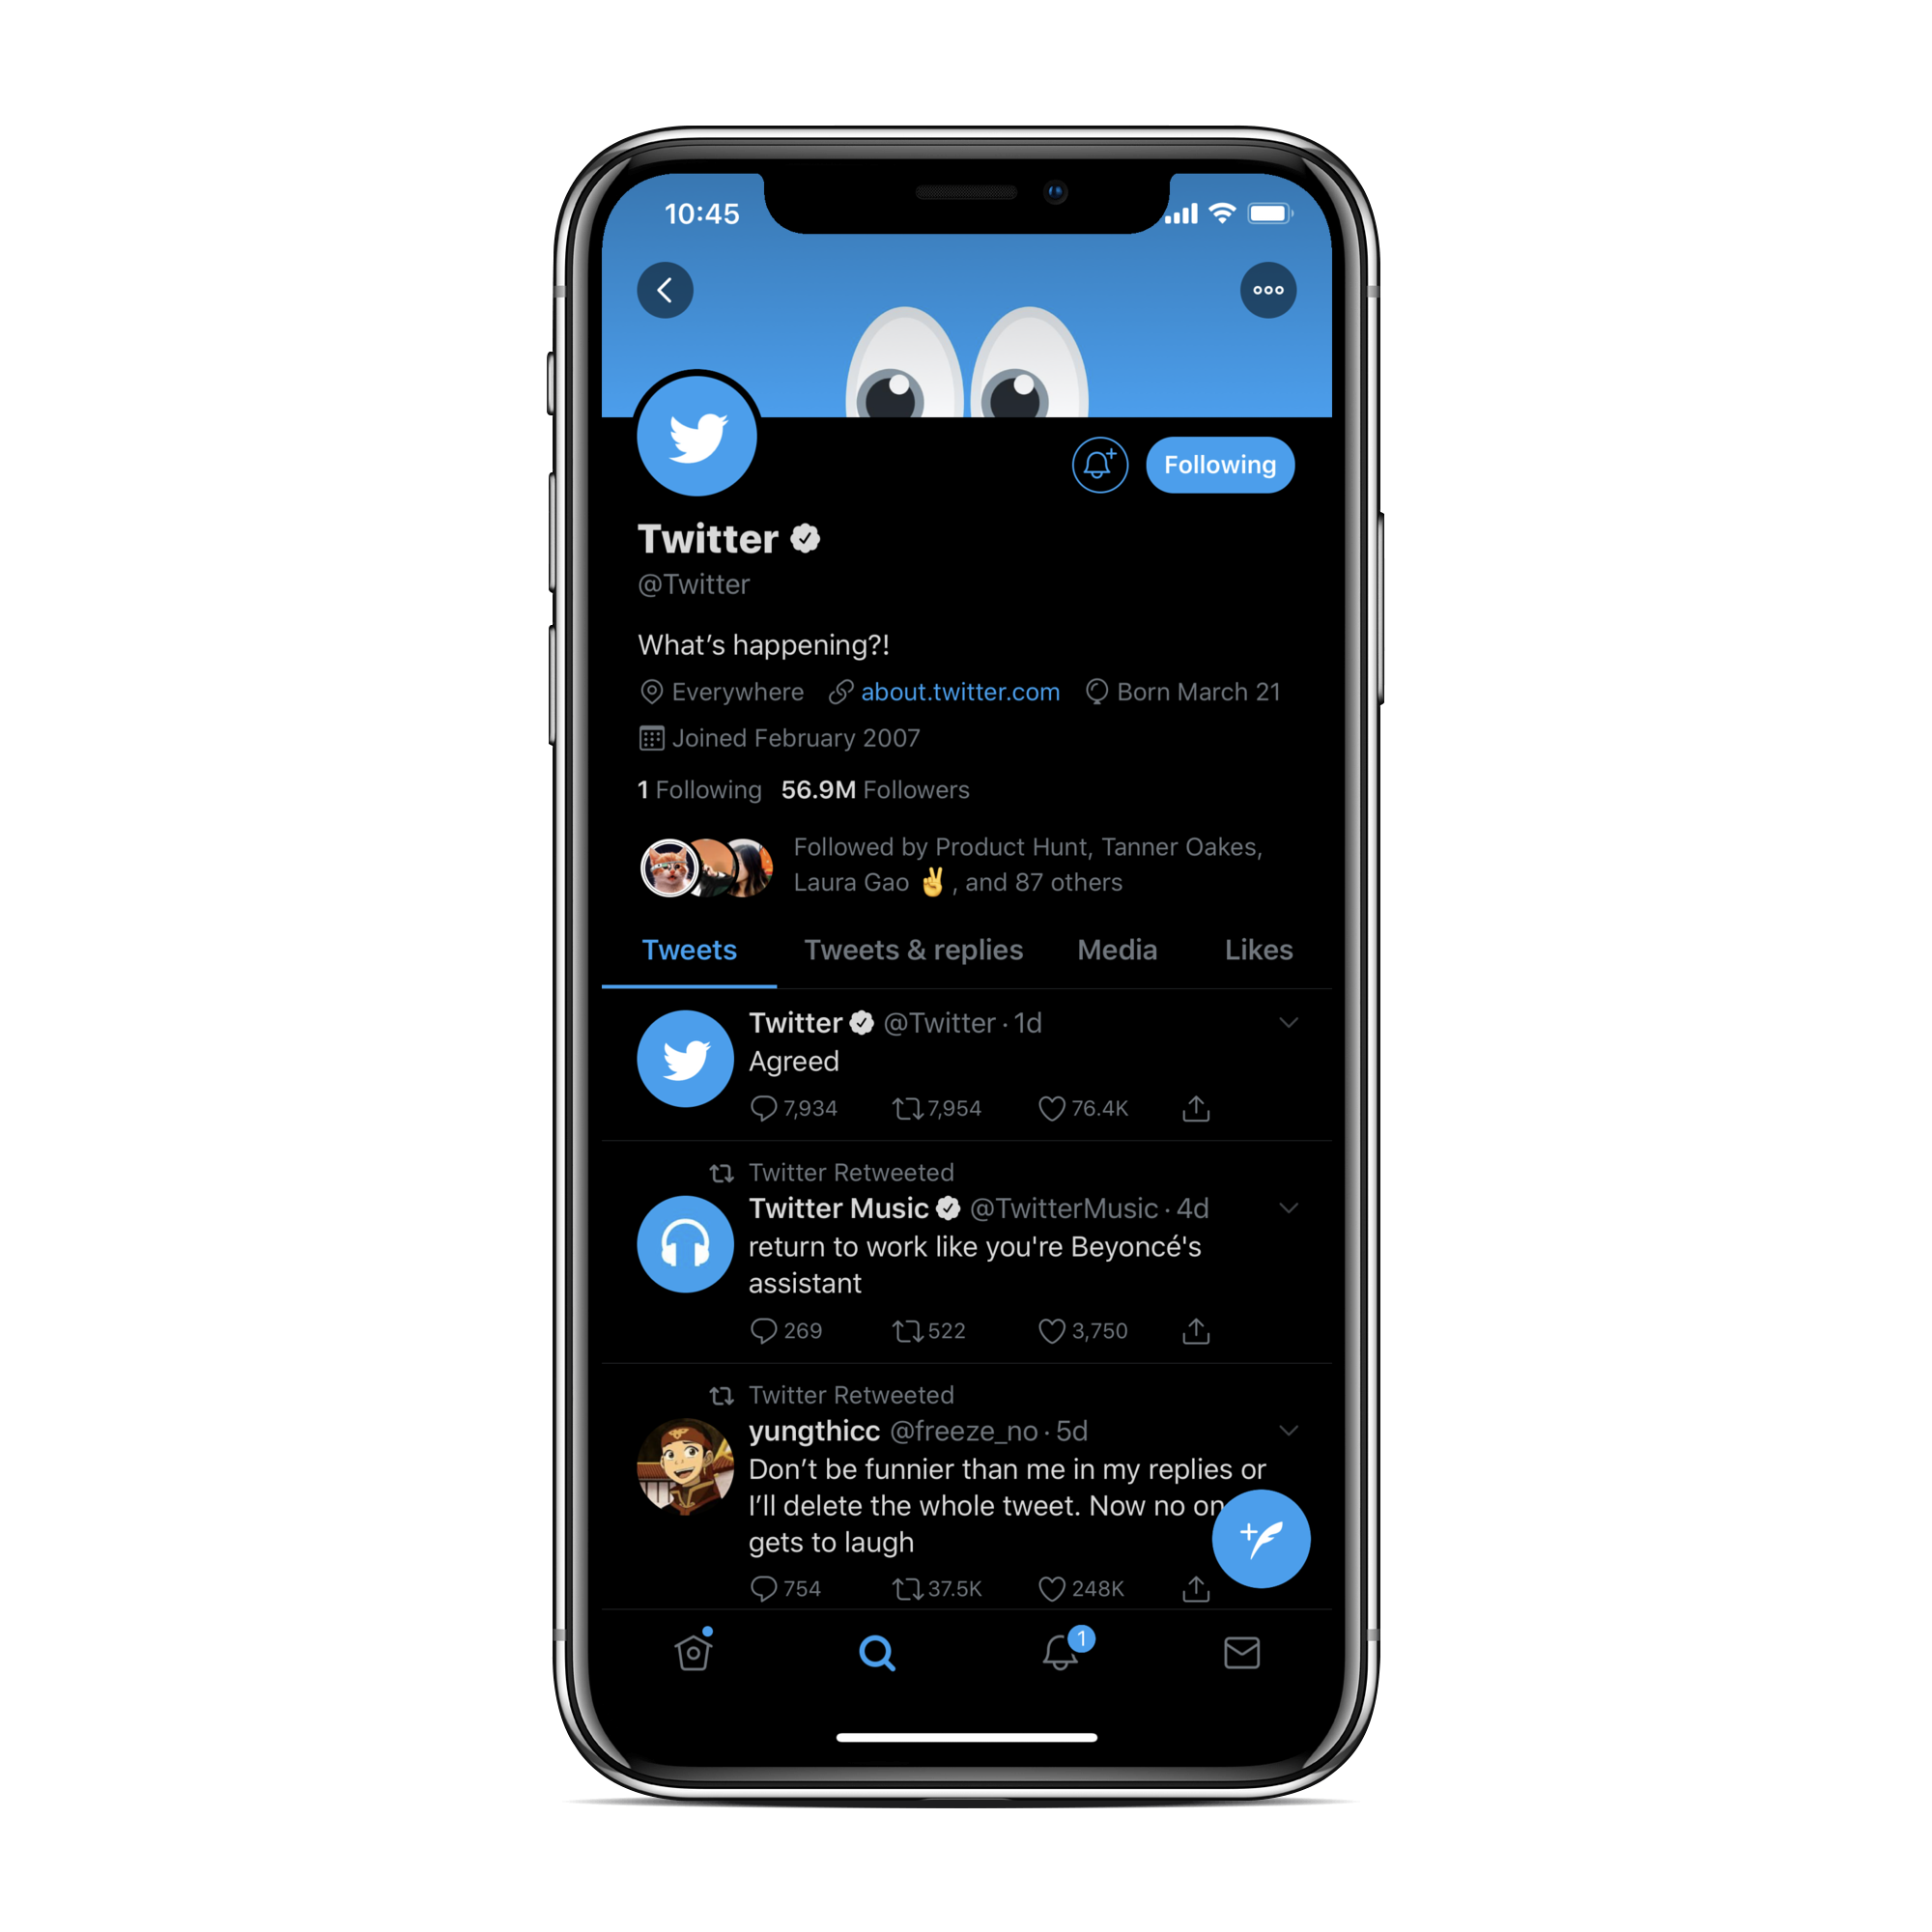 10:45
Following
Twitter
@Twitter
What’s happening?!
Everywhere about.twitter.com Born March 21
Joined February 2007
1 Following 56.9M Followers
Followed by Product Hunt, Tanner Oakes,
Laura Gao ✌️, and 87 others
Tweets Tweets & replies Media Likes
Twitter @Twitter · 1d
Agreed
7,934 7,954 76.4K
Twitter Retweeted
Twitter Music @TwitterMusic · 4d
return to work like you're Beyoncé's
assistant
269 522 3,750
Twitter Retweeted
yungthicc @freeze_no · 5d
Don’t be funnier than me in my replies or
I’ll delete the whole tweet. Now no on
gets to laugh
754 37.5K 248K
1